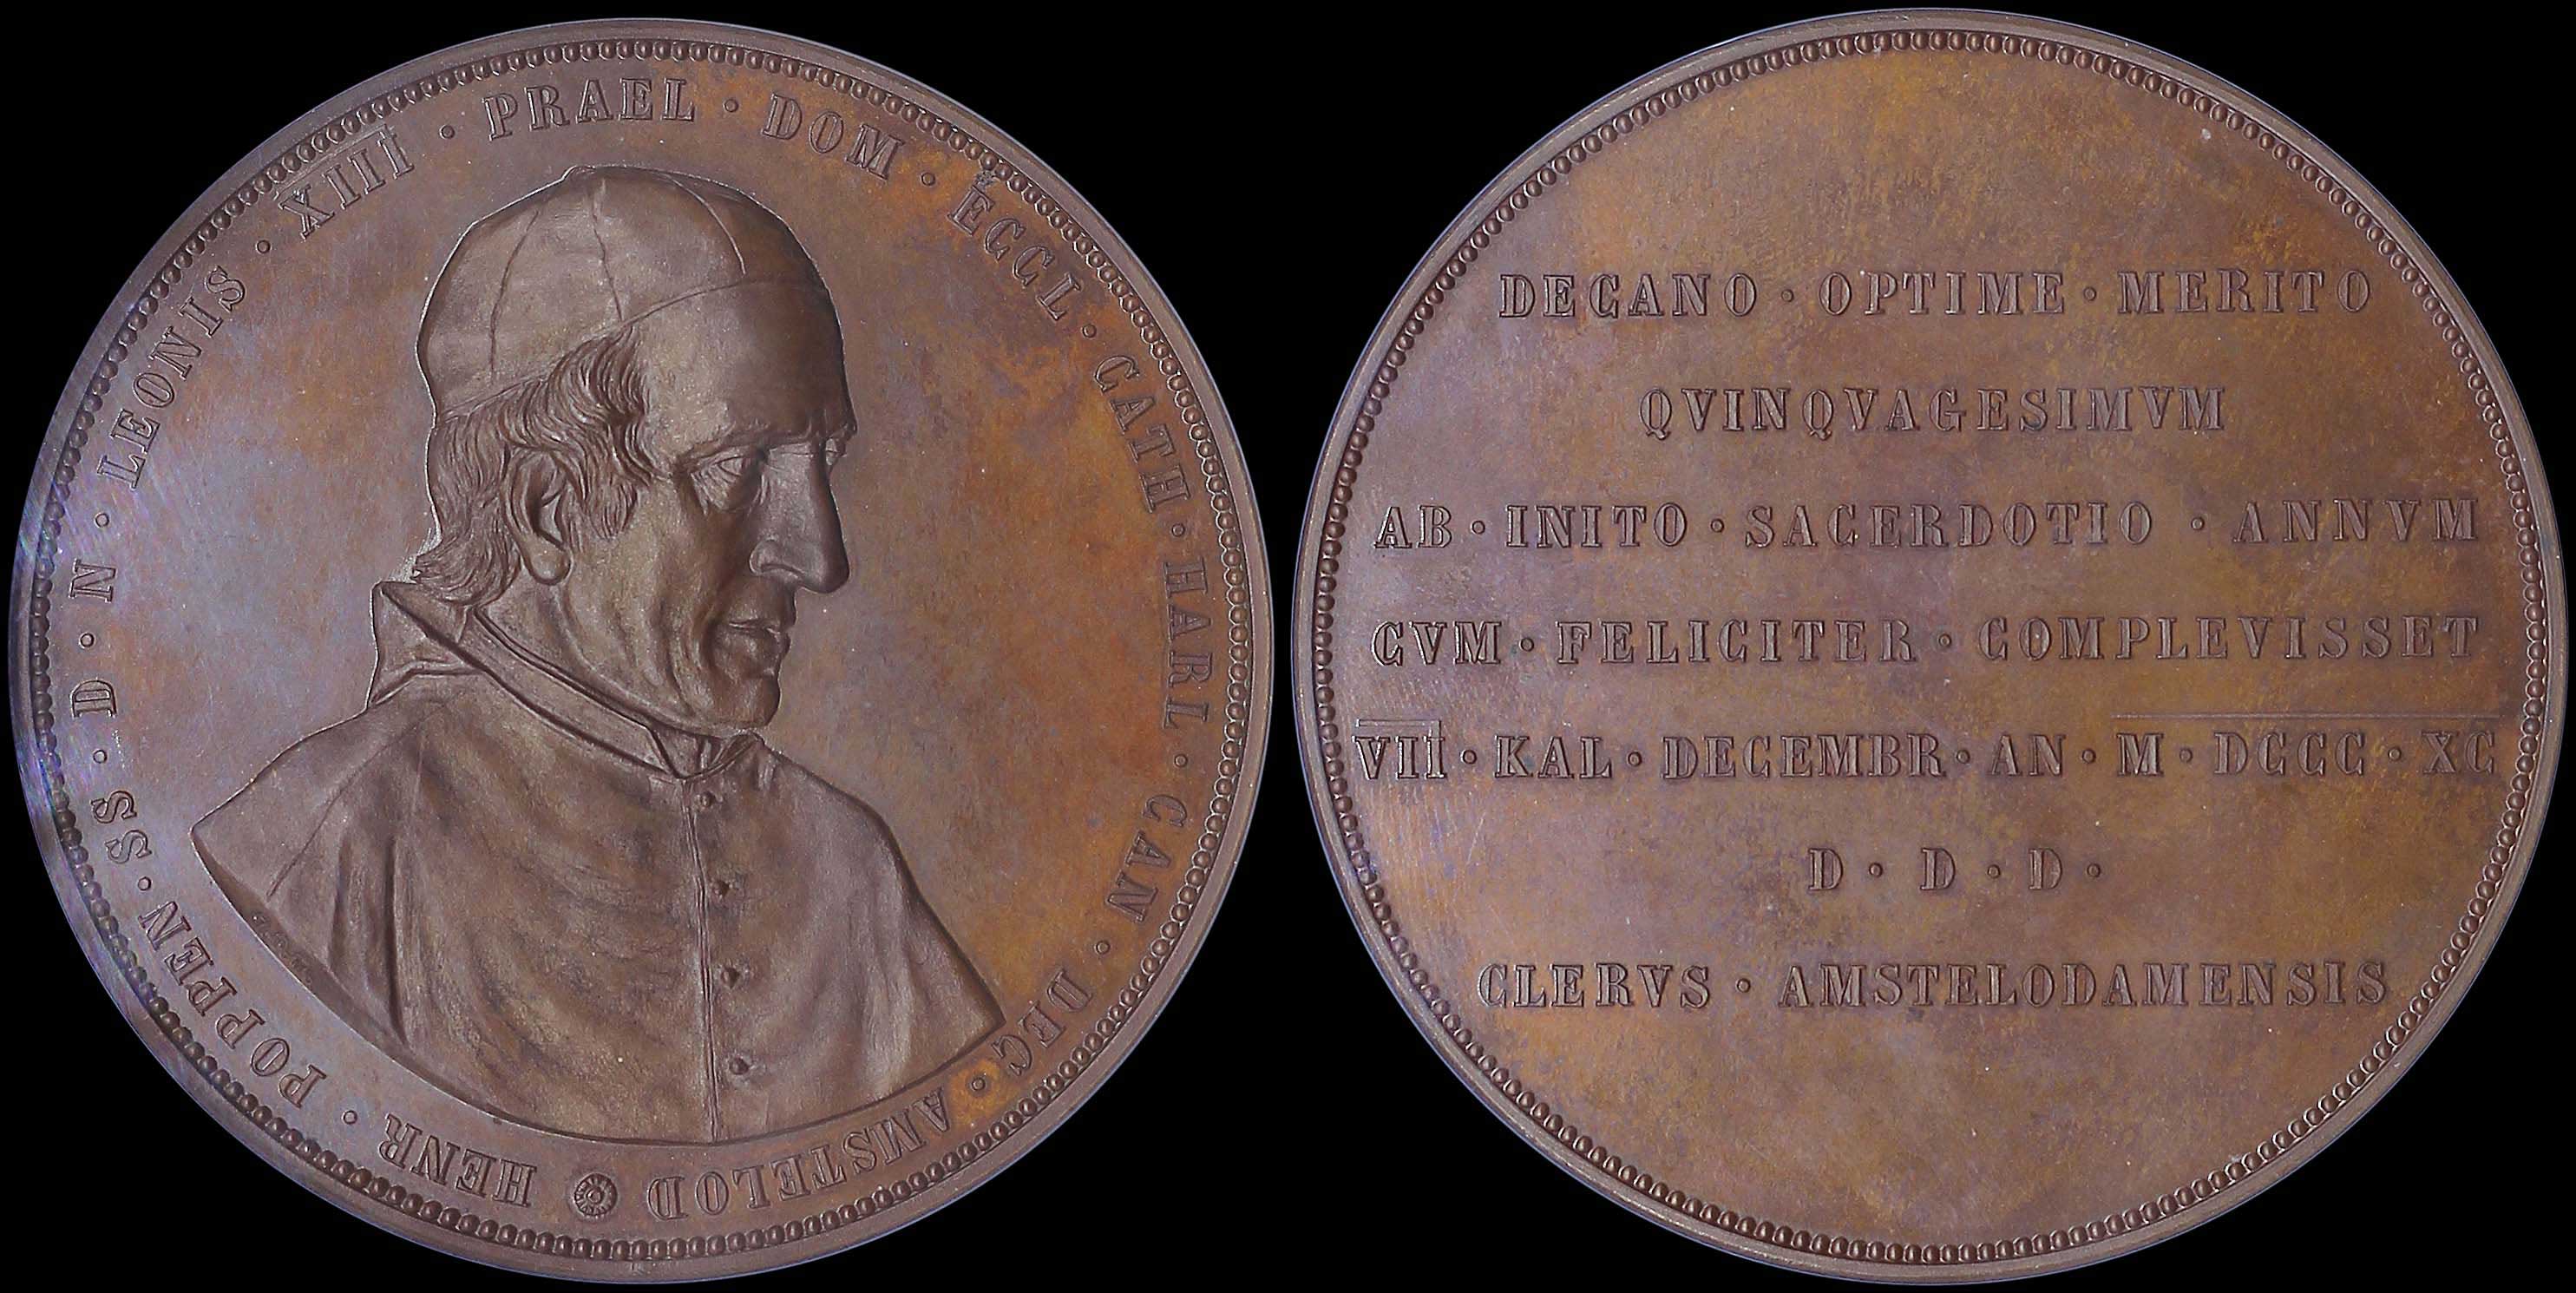 HENR · POPPEN · SS · D · N · LEONIS · XIII · PRAEL · DOM · ECCL · CATH · HARL · CAN · DEC · AMSTELOD
DECANO · OPTIME · MERITO
QVINQVAGESIMVM
AB · INITO · SACERDOTIO · ANNVM
CVM · FELICITER · COMPLEVISSET
VII · KAL · DECEMBR · AN · M · DCCC · XC
D · D · D ·
CLERVS · AMSTELODAMENSIS